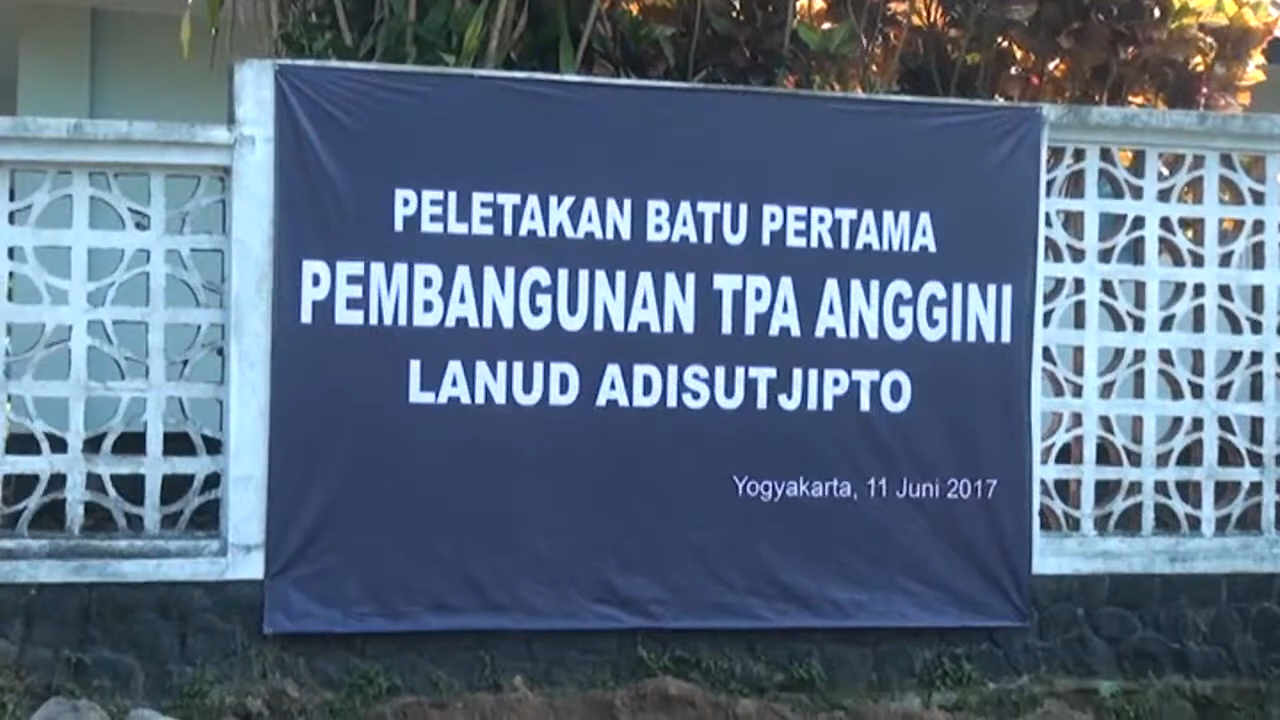 PELETAKAN BATU PERTAMA
PEMBANGUNAN TPA ANGGINI
LANUD ADISUTJIPTO
Yogyakarta, 11 Juni 2017